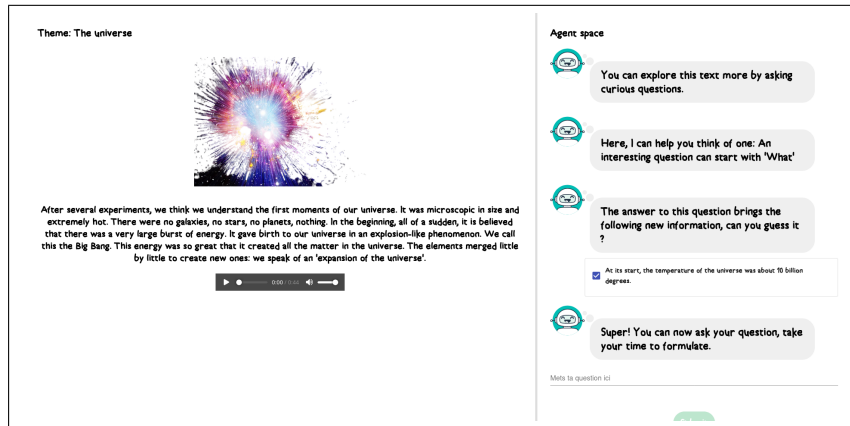 Theme: The universe
After several experiments, we think we understand the first moments of our universe. It was microscopic in size and
extremely hot. There were no galaxies, no stars, no planets, nothing. In the beginning, all of a sudden, it is believed
that there was a very large burst of energy. It gave birth to our universe in an explosion-like phenomenon. We call
this the Big Bang. This energy was so great that it created all the matter in the universe. The elements merged little
by little to create new ones: we speak of an 'expansion of the universe'.
0:00 / 0:44
Agent space
You can explore this text more by asking
curious questions.
Here, I can help you think of one: An
interesting question can start with 'What'
The answer to this question brings the
following new information, can you guess it
?
At its start, the temperature of the universe was about 10 billion
degrees.
Super! You can now ask your question, take
your time to formulate.
Mets ta question ici